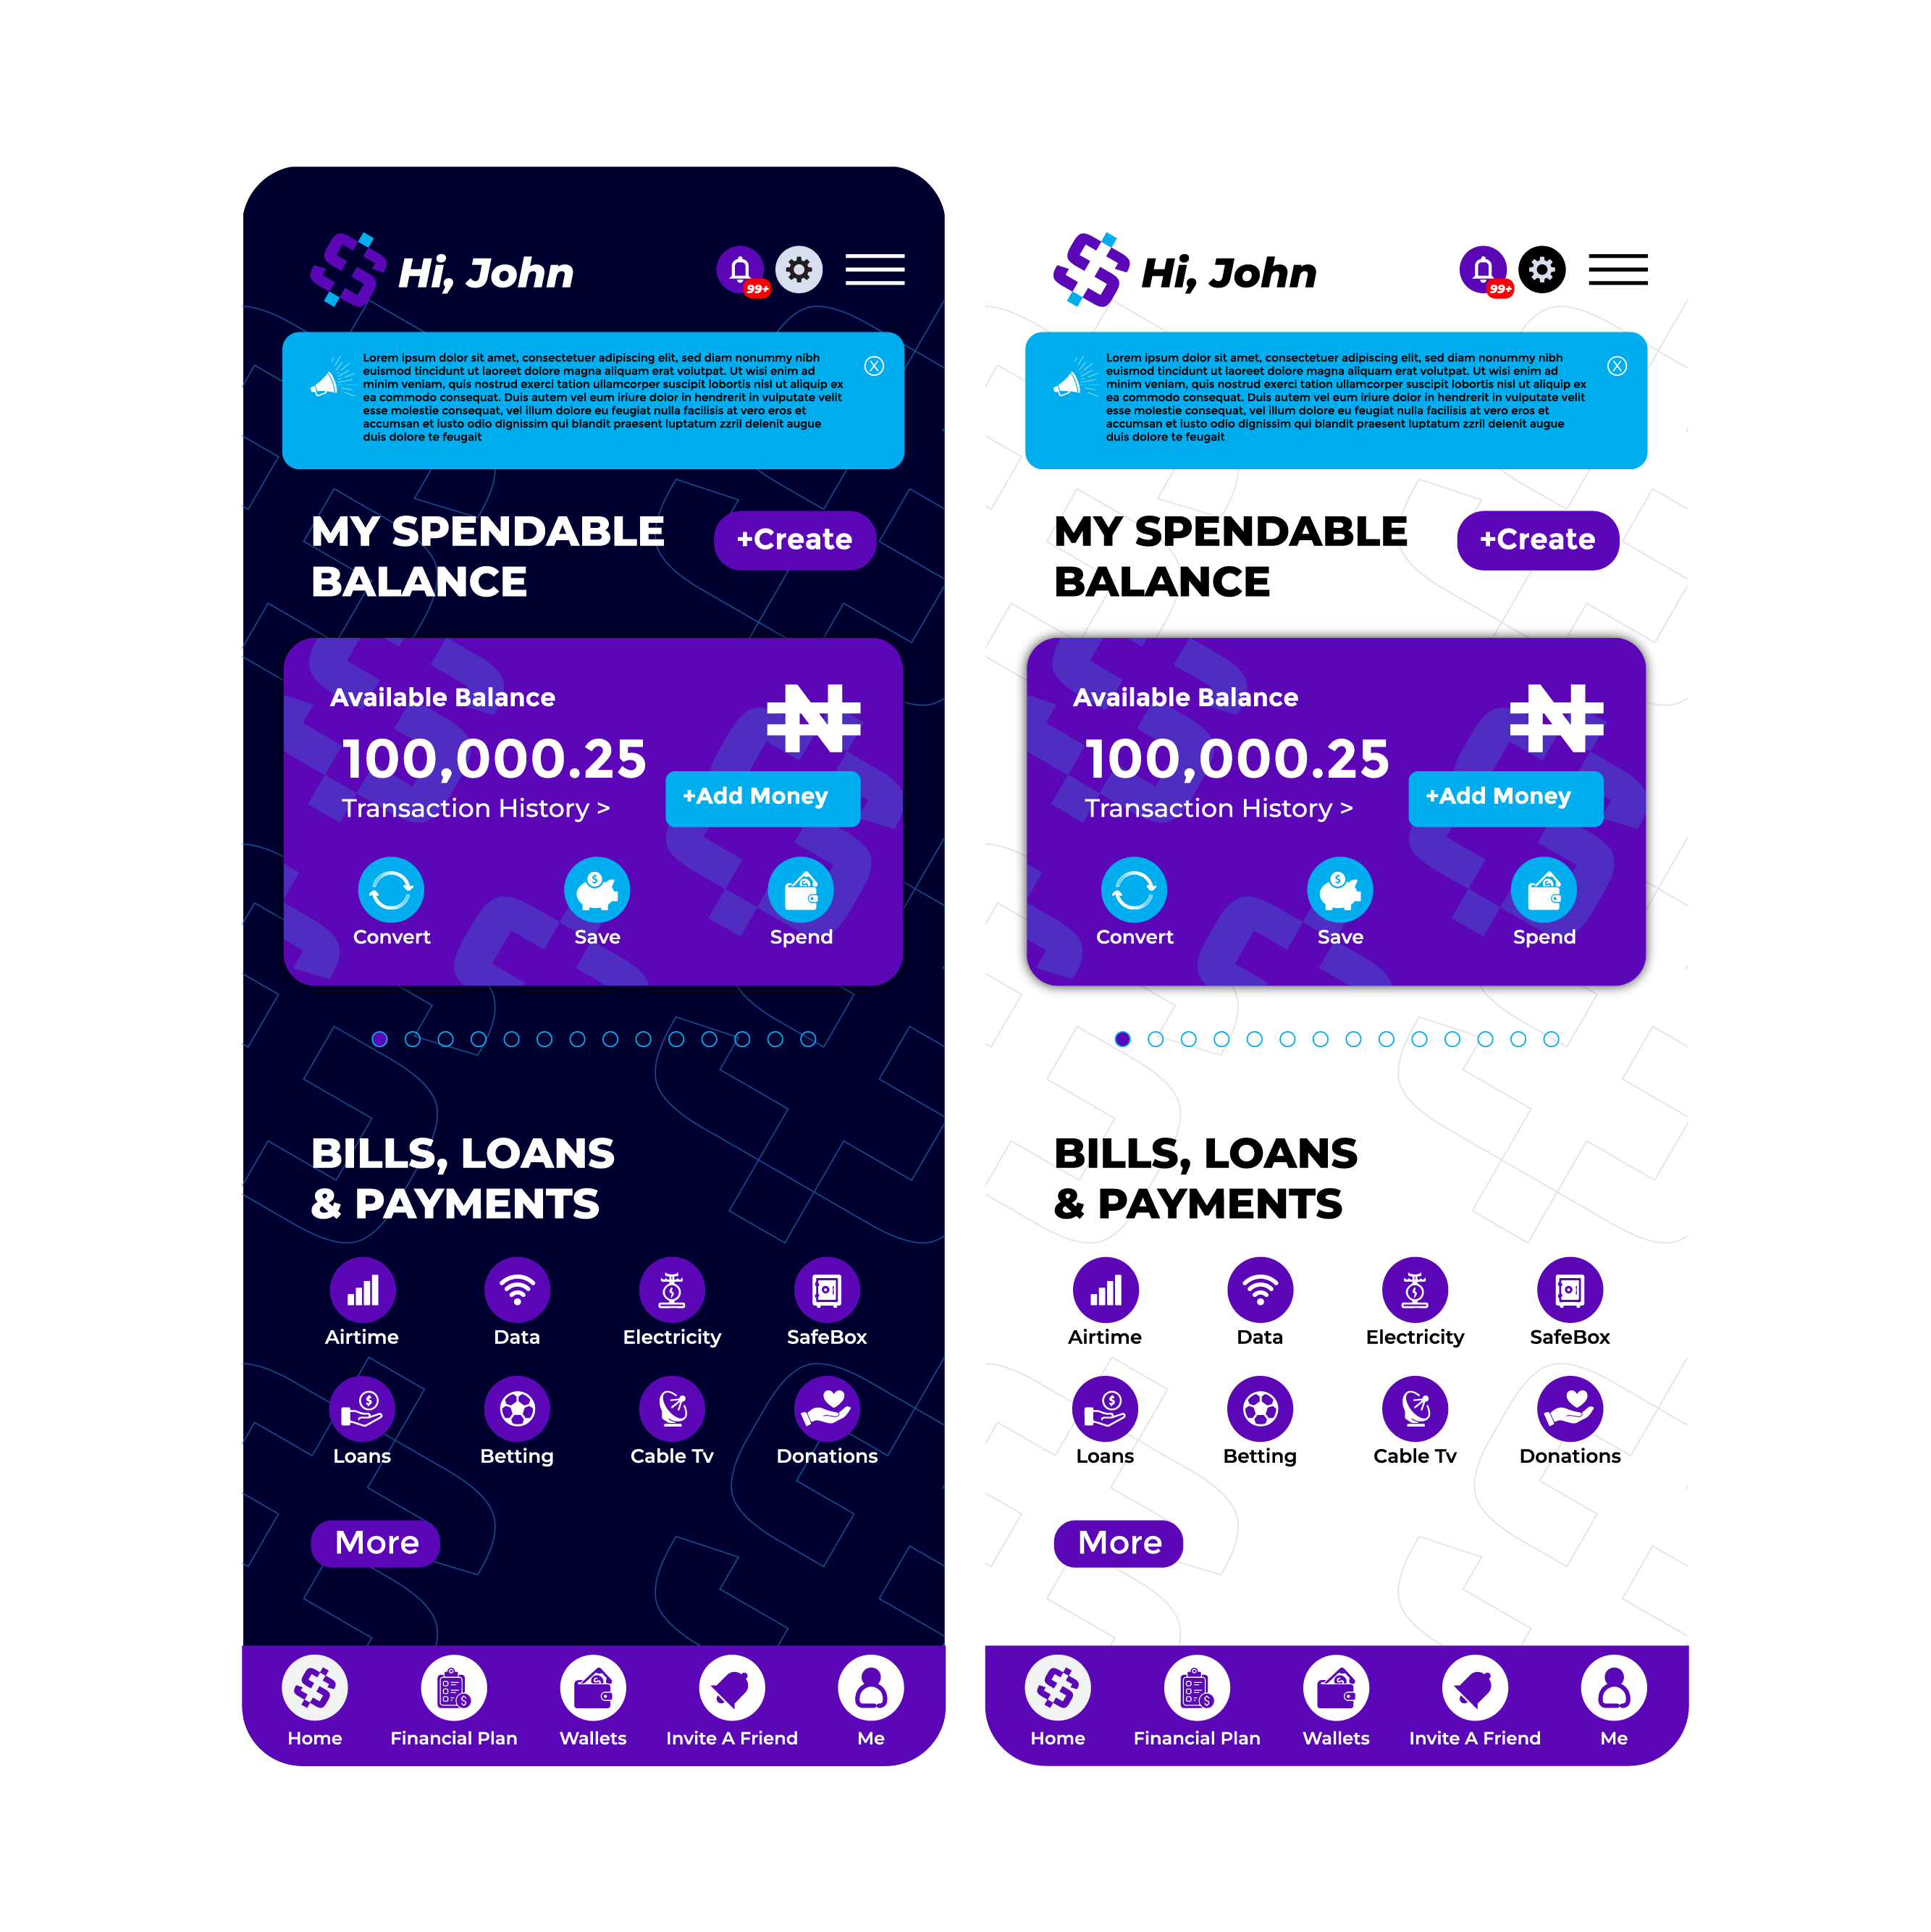 Hi, John
99+
Lorem ipsum dolor sit amet, consectetuer adipiscing elit, sed diam nonummy nibh
euismod tincidunt ut laoreet dolore magna aliquam erat volutpat. Ut wisi enim ad
minim veniam, quis nostrud exerci tation ullamcorper suscipit lobortis nisl ut aliquip ex
ea commodo consequat. Duis autem vel eum iriure dolor in hendrerit in vulputate velit
esse molestie consequat, vel illum dolore eu feugiat nulla facilisis at vero eros et
accumsan et iusto odio dignissim qui blandit praesent luptatum zzril delenit augue
duis dolore te feugait
X
MY SPENDABLE
BALANCE
+Create
Available Balance
₦
100,000.25
Transaction History >
+Add Money
Convert Save Spend
BILLS, LOANS
& PAYMENTS
Airtime Data Electricity SafeBox
Loans Betting Cable Tv Donations
More
Home Financial Plan Wallets Invite A Friend Me
Hi, John
99+
Lorem ipsum dolor sit amet, consectetuer adipiscing elit, sed diam nonummy nibh
euismod tincidunt ut laoreet dolore magna aliquam erat volutpat. Ut wisi enim ad
minim veniam, quis nostrud exerci tation ullamcorper suscipit lobortis nisl ut aliquip ex
ea commodo consequat. Duis autem vel eum iriure dolor in hendrerit in vulputate velit
esse molestie consequat, vel illum dolore eu feugiat nulla facilisis at vero eros et
accumsan et iusto odio dignissim qui blandit praesent luptatum zzril delenit augue
duis dolore te feugait
X
MY SPENDABLE
BALANCE
+Create
Available Balance
₦
100,000.25
Transaction History >
+Add Money
Convert Save Spend
BILLS, LOANS
& PAYMENTS
Airtime Data Electricity SafeBox
Loans Betting Cable Tv Donations
More
Home Financial Plan Wallets Invite A Friend Me